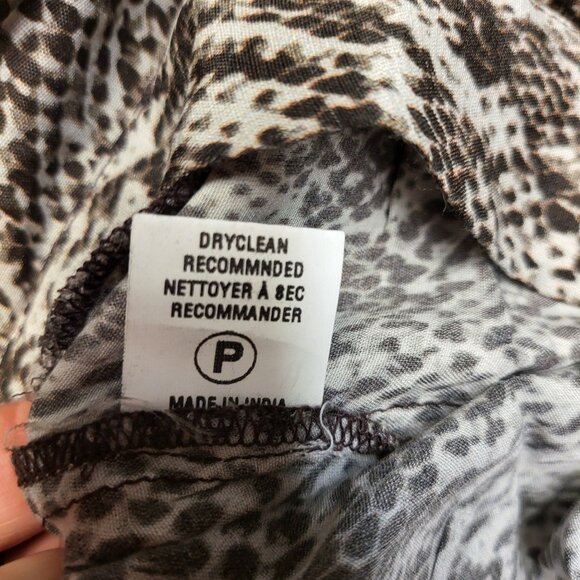 DRYCLEAN
RECOMMNDED
NETTOYER À SEC
RECOMMANDER
P
MADE IN INDIA